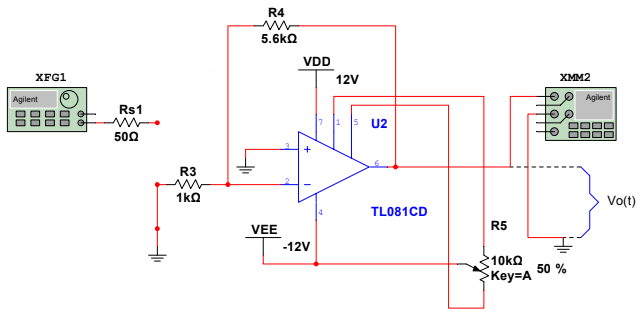 R4
5.6kΩ
XFG1
Agilent
Rs1
50Ω
VDD
12V
XMM2
Agilent
U2
7
1
5
3
6
2
4
R3
1kΩ
TL081CD
Vo(t)
VEE
-12V
R5
10kΩ
Key=A
50 %